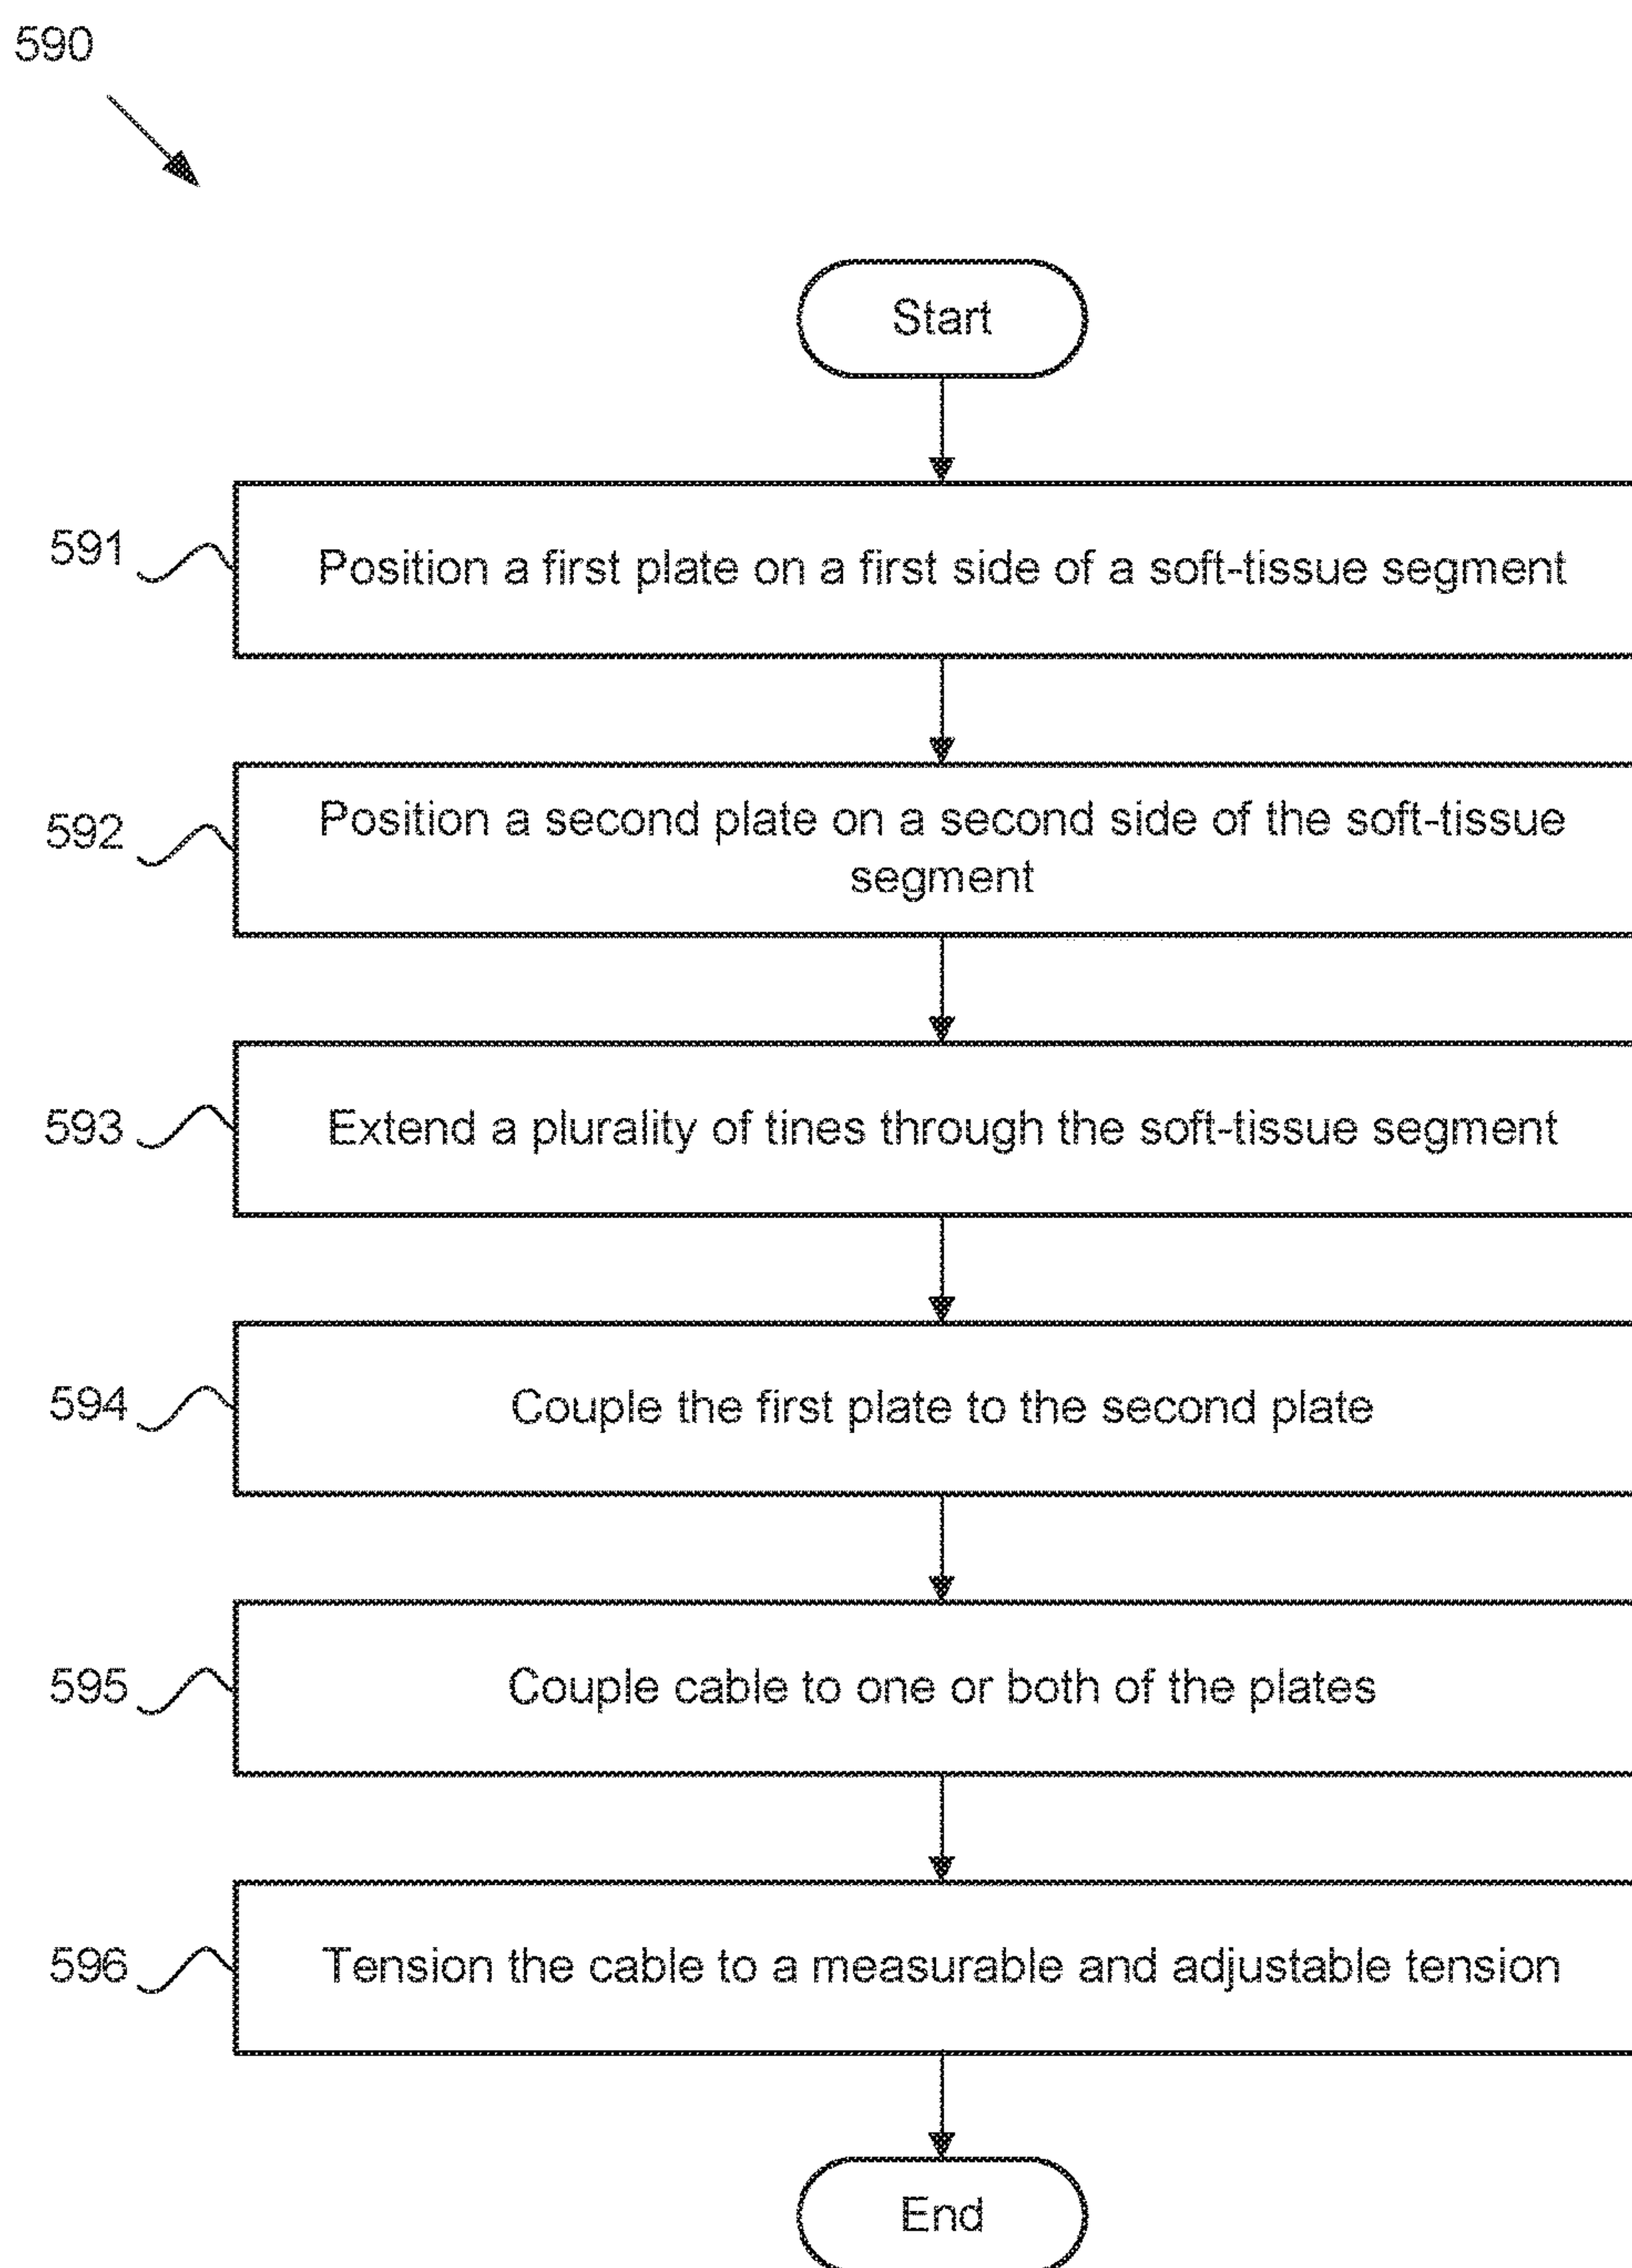 590
Start
591
Position a first plate on a first side of a soft-tissue segment
592
Position a second plate on a second side of the soft-tissue
segment
593
Extend a plurality of tines through the soft-tissue segment
594
Couple the first plate to the second plate
595
Couple cable to one or both of the plates
596
Tension the cable to a measurable and adjustable tension
End